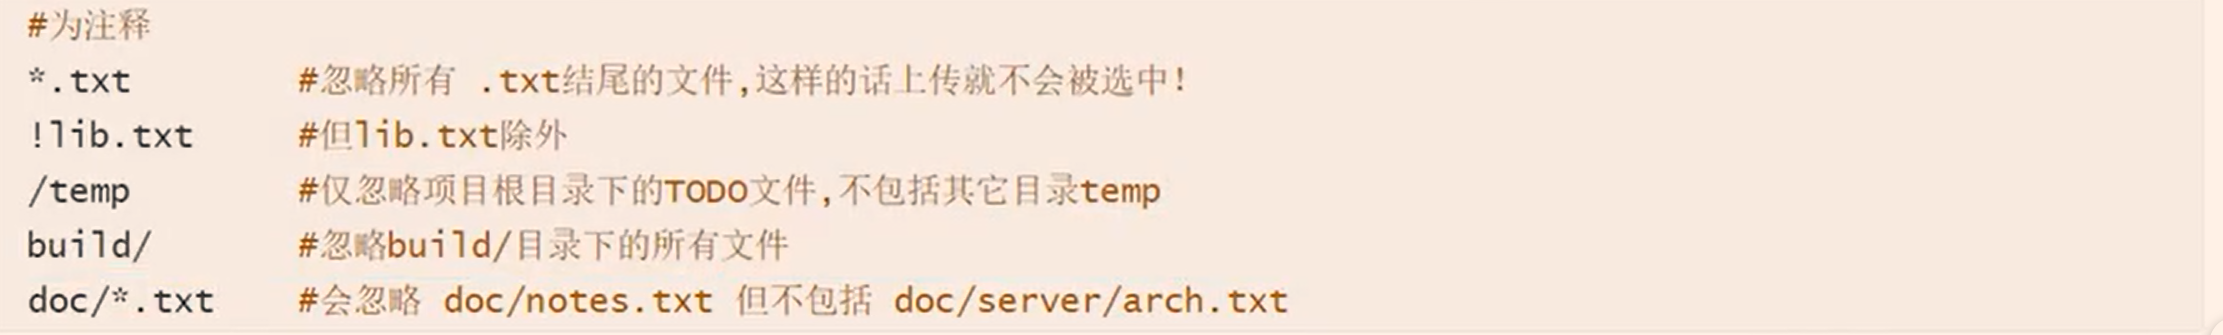 #为注释
*.txt #忽略所有 .txt结尾的文件,这样的话上传就不会被选中!
!lib.txt #但lib.txt除外
/temp #仅忽略项目根目录下的TODO文件,不包括其它目录temp
build/ #忽略build/目录下的所有文件
doc/*.txt #会忽略 doc/notes.txt 但不包括 doc/server/arch.txt